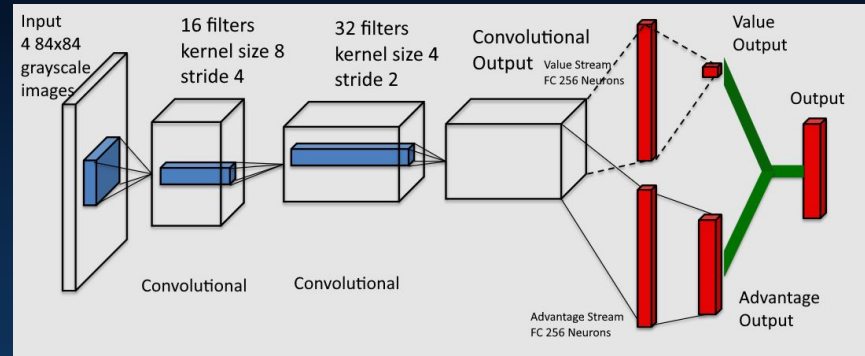 Input
4 84x84
grayscale
images
16 filters
kernel size 8
stride 4
32 filters
kernel size 4
stride 2
Convolutional
Output
Value Stream
FC 256 Neurons
Value
Output
Output
Convolutional
Convolutional
Advantage Stream
FC 256 Neurons
Advantage
Output